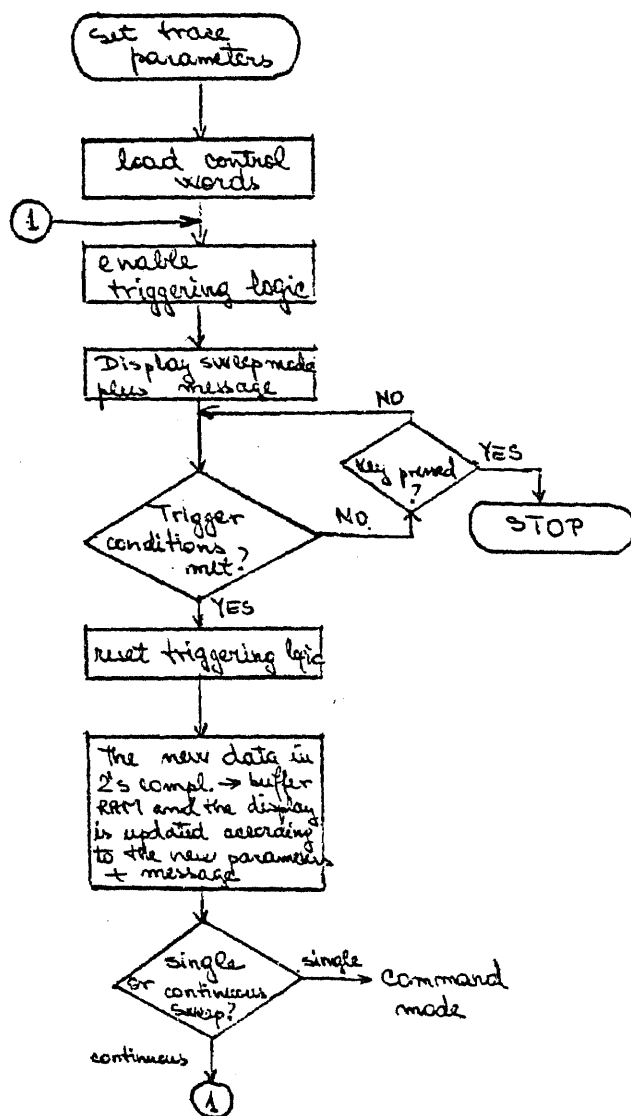 set trace
parameters
load control
words
1
enable
triggering logic
Display sweepmode
plus message
NO
key pressed
?
YES
STOP
Trigger
conditions
met?
NO.
YES
reset triggering logic
The new data in
2's compl. → buffer
RAM and the display
is updated according
to the new parameters
+ message
single
or continuous
sweep?
single
command
mode
continuous
1